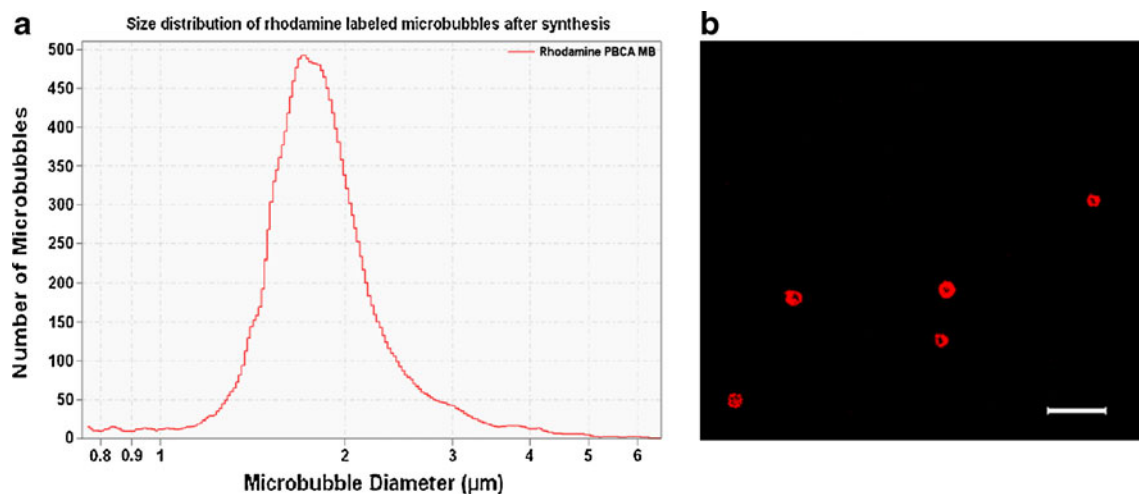 a
Size distribution of rhodamine labeled microbubbles after synthesis
Rhodamine PBCA MB
Number of Microbubbles
500
450
400
350
300
250
200
150
100
50
0
0.8 0.9 1 2 3 4 5 6
Microbubble Diameter (µm)
b